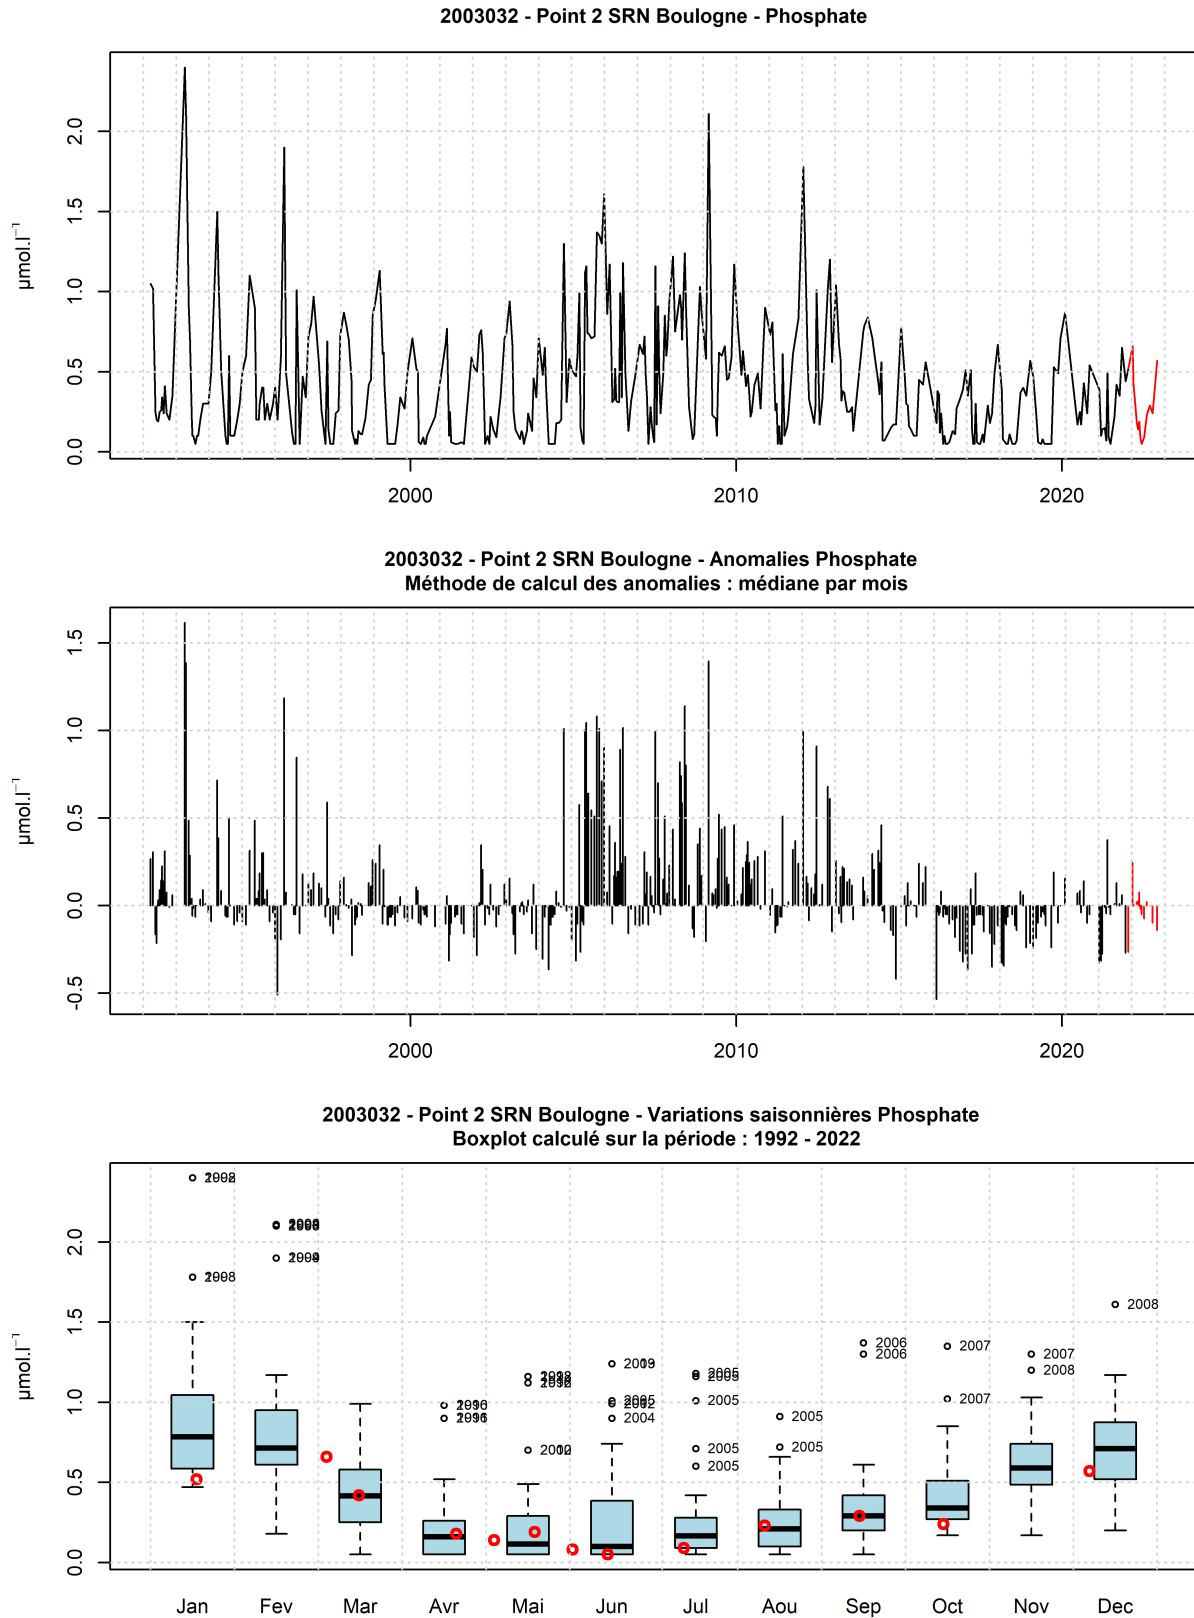 2003032 - Point 2 SRN Boulogne - Phosphate
µmol.l⁻¹
2.0
1.5
1.0
0.5
0.0
2000 2010 2020
2003032 - Point 2 SRN Boulogne - Anomalies Phosphate
Méthode de calcul des anomalies : médiane par mois
µmol.l⁻¹
1.5
1.0
0.5
0.0
-0.5
2000 2010 2020
2003032 - Point 2 SRN Boulogne - Variations saisonnières Phosphate
Boxplot calculé sur la période : 1992 - 2022
µmol.l⁻¹
2.0
1.5
1.0
0.5
0.0
2004
2005
2005
2005
2005
2005
2005
2006
2006
2007
2007
2007
2008
2008
Jan Fev Mar Avr Mai Jun Jul Aou Sep Oct Nov Dec